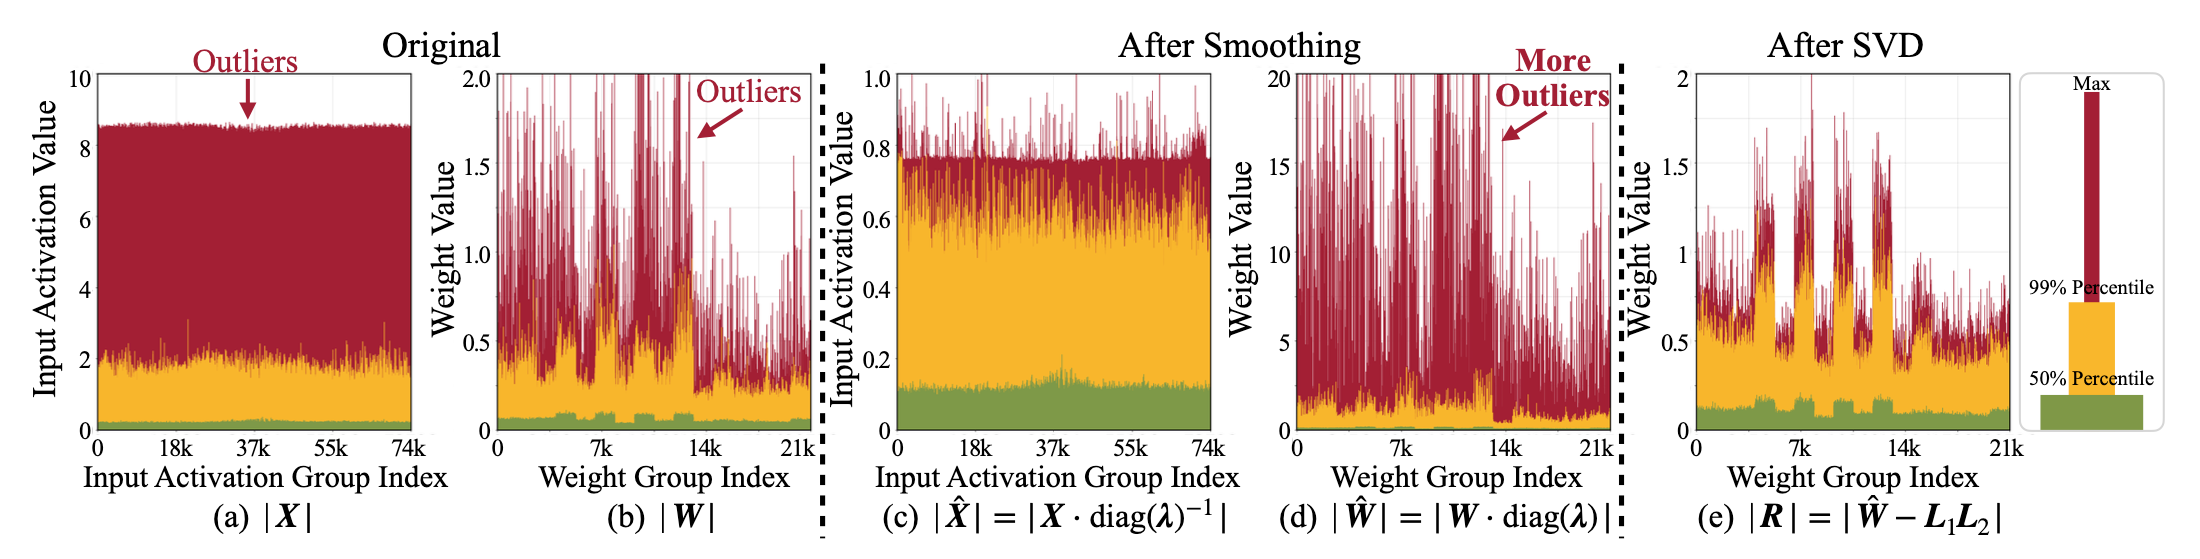 Original
After Smoothing
After SVD
Outliers
10
8
6
4
2
0
0 18k 37k 55k 74k
Input Activation Value
Input Activation Group Index
(a) |X|
Outliers
2.0
1.5
1.0
0.5
0
0 7k 14k 21k
Weight Value
Weight Group Index
(b) |W|
1.0
0.8
0.6
0.4
0.2
0
0 18k 37k 55k 74k
Input Activation Value
Input Activation Group Index
(c) |X̂| = |X · diag(λ)⁻¹|
More
Outliers
20
15
10
5
0
0 7k 14k 21k
Weight Value
Weight Group Index
(d) |Ŵ| = |W · diag(λ)|
2
1.5
1
0.5
0
0 7k 14k 21k
Weight Value
Weight Group Index
(e) |R| = |Ŵ − L₁L₂|
Max
99% Percentile
50% Percentile